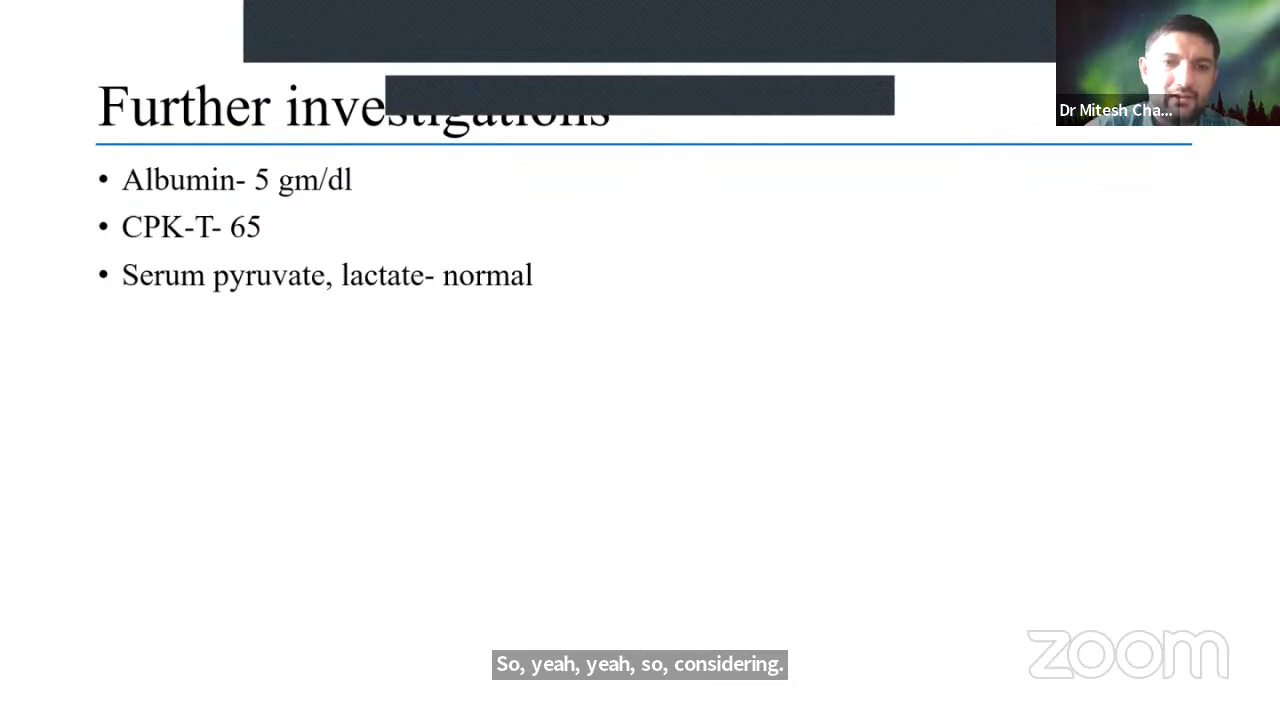 Further investigations
Dr Mitesh Cha...
• Albumin- 5 gm/dl
• CPK-T- 65
• Serum pyruvate, lactate- normal
So, yeah, yeah, so, considering.
zoom